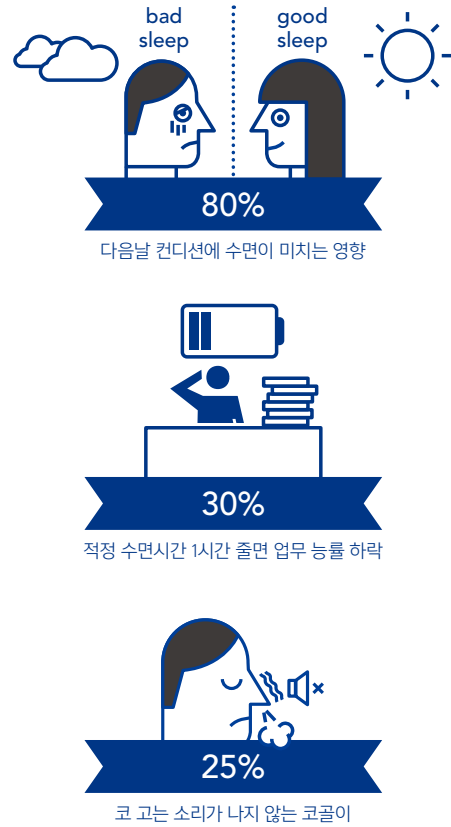 bad sleep
good sleep
80%
다음날 컨디션에 수면이 미치는 영향
30%
적정 수면시간 1시간 줄면 업무 능률 하락
25%
코 고는 소리가 나지 않는 코골이